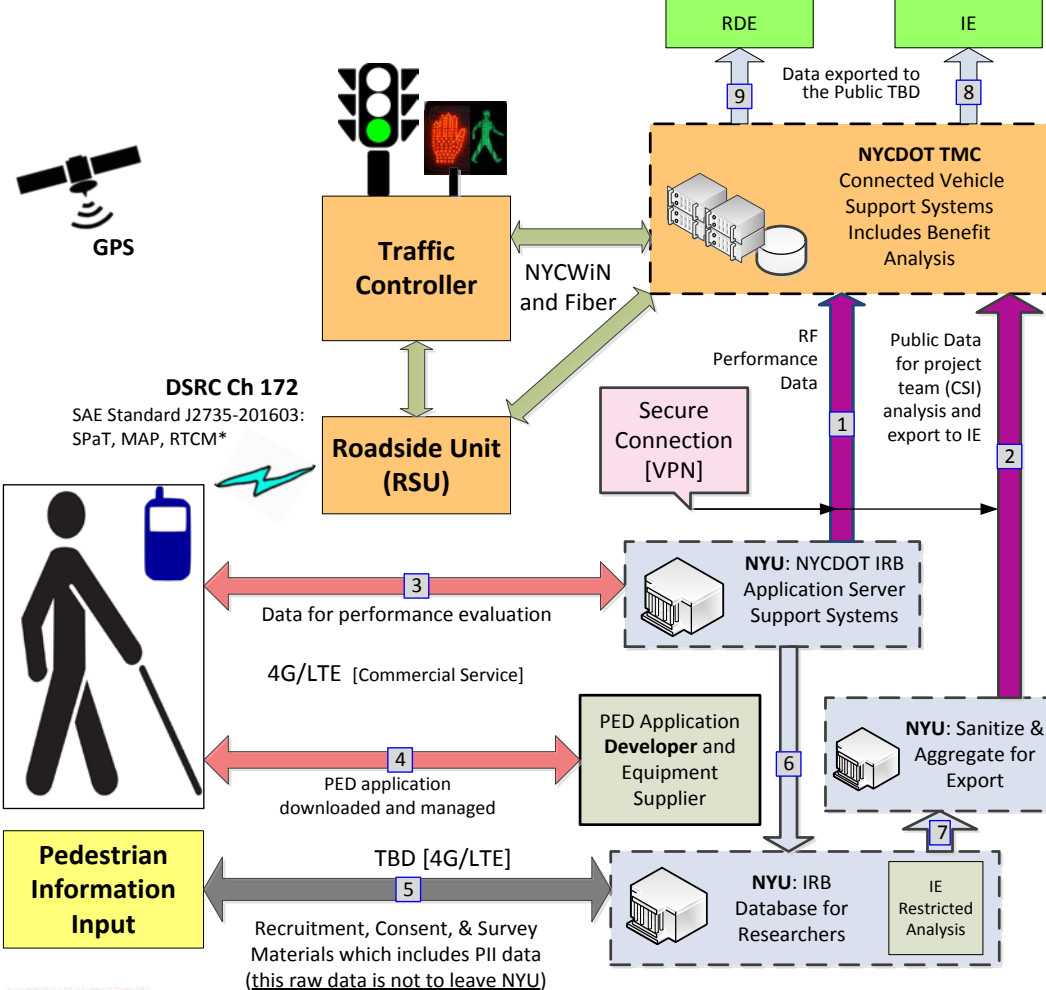 RDE
IE
Data exported to
the Public TBD
9
8
NYCDOT TMC
Connected Vehicle
Support Systems
Includes Benefit
Analysis
GPS
Traffic
Controller
NYCWiN
and Fiber
RF
Performance
Data
Public Data
for project
team (CSI)
analysis and
export to IE
DSRC Ch 172
SAE Standard J2735-201603:
SPaT, MAP, RTCM*
Roadside Unit
(RSU)
Secure
Connection
[VPN]
1
2
NYU: NYCDOT IRB
Application Server
Support Systems
3
Data for performance evaluation
4G/LTE [Commercial Service]
PED Application
Developer and
Equipment
Supplier
4
PED application
downloaded and managed
6
NYU: Sanitize &
Aggregate for
Export
7
Pedestrian
Information
Input
TBD [4G/LTE]
5
Recruitment, Consent, & Survey
Materials which includes PII data
(this raw data is not to leave NYU)
NYU: IRB
Database for
Researchers
IE
Restricted
Analysis